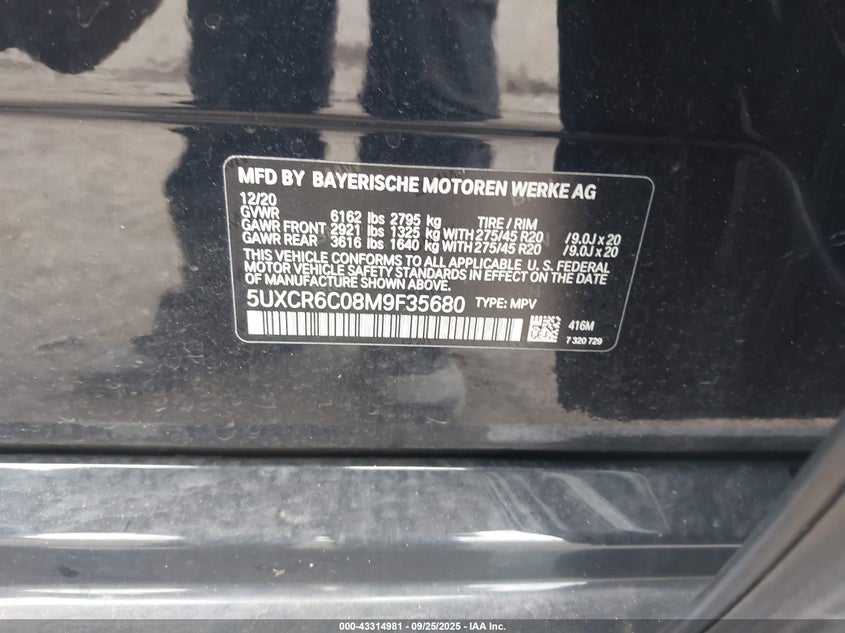 MFD BY BAYERISCHE MOTOREN WERKE AG
12/20
GVWR 6162 lbs 2795 kg TIRE / RIM
GAWR FRONT 2921 lbs 1325 kg WITH 275/45 R20 /9.0J x 20
GAWR REAR 3616 lbs 1640 kg WITH 275/45 R20 /9.0J x 20
THIS VEHICLE CONFORMS TO ALL APPLICABLE U.S. FEDERAL
MOTOR VEHICLE SAFETY STANDARDS IN EFFECT ON THE DATE
OF MANUFACTURE SHOWN ABOVE.
5UXCR6C08M9F35680 TYPE: MPV
416M
7 320 729
000-43314981 - 09/25/2025 - IAA Inc.